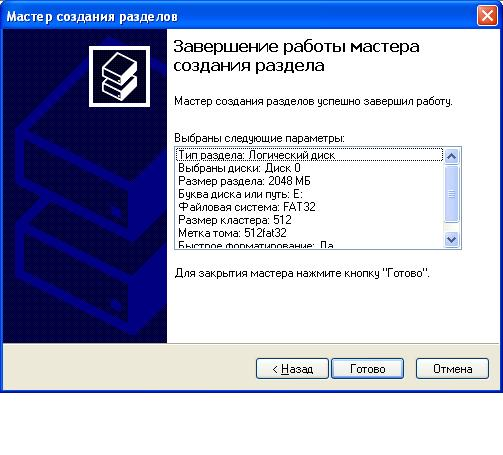 Мастер создания разделов
Завершение работы мастера
создания раздела
Мастер создания разделов успешно завершил работу.
Выбраны следующие параметры:
Тип раздела: Логический диск
Выбраны диски: Диск 0
Размер раздела: 2048 МБ
Буква диска или путь: E:
Файловая система: FAT32
Размер кластера: 512
Метка тома: 512fat32
Быстрое форматирование: Да
Для закрытия мастера нажмите кнопку "Готово".
< Назад
Готово
Отмена